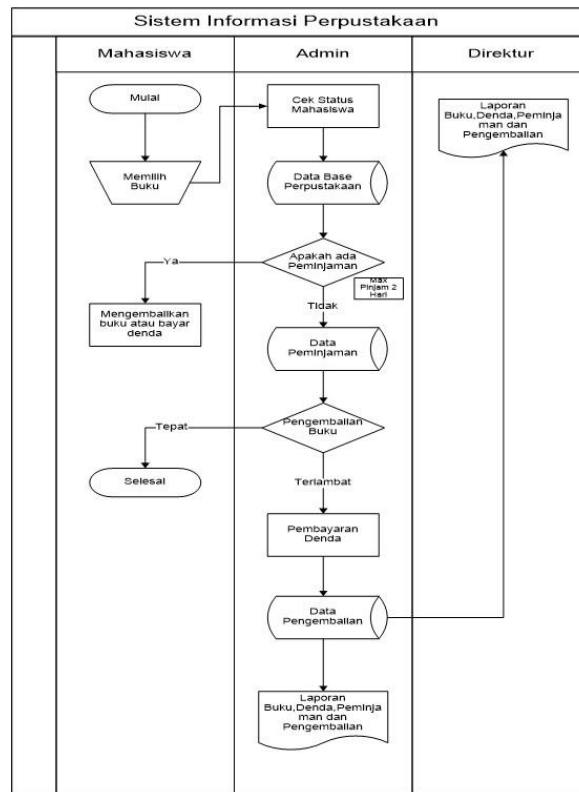 Sistem Informasi Perpustakaan
Mahasiswa
Admin
Direktur
Mulai
Memilih
Buku
Cek Status
Mahasiswa
Data Base
Perpustakaan
Apakah ada
Peminjaman
Max
Pinjam 2
Hari
Ya
Mengembalikan
buku atau bayar
denda
Tidak
Data
Peminjaman
Pengembalian
Buku
Tepat
Selesai
Terlambat
Pembayaran
Denda
Data
Pengembalian
Laporan
Buku,Denda,Peminja
man dan
Pengembalian
Laporan
Buku,Denda,Peminja
man dan
Pengembalian